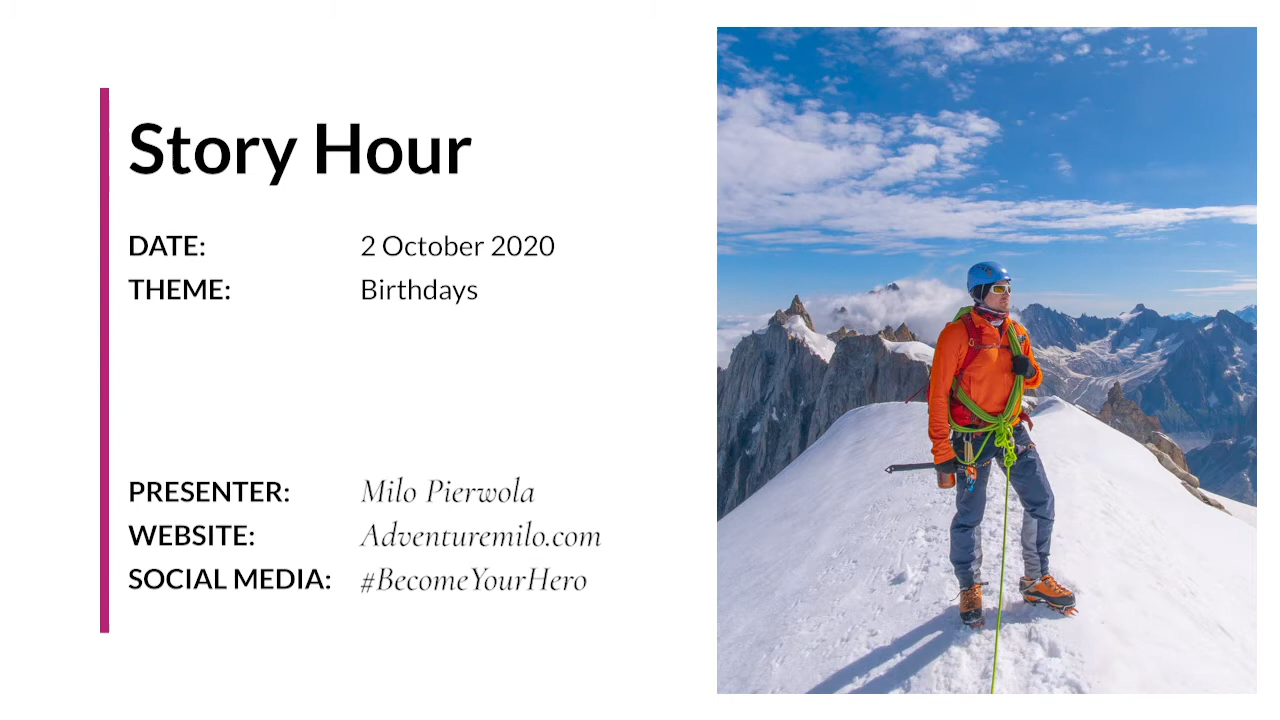 Story Hour
DATE: 2 October 2020
THEME: Birthdays
PRESENTER: Milo Pierwola
WEBSITE: Adventuremilo.com
SOCIAL MEDIA: #BecomeYourHero